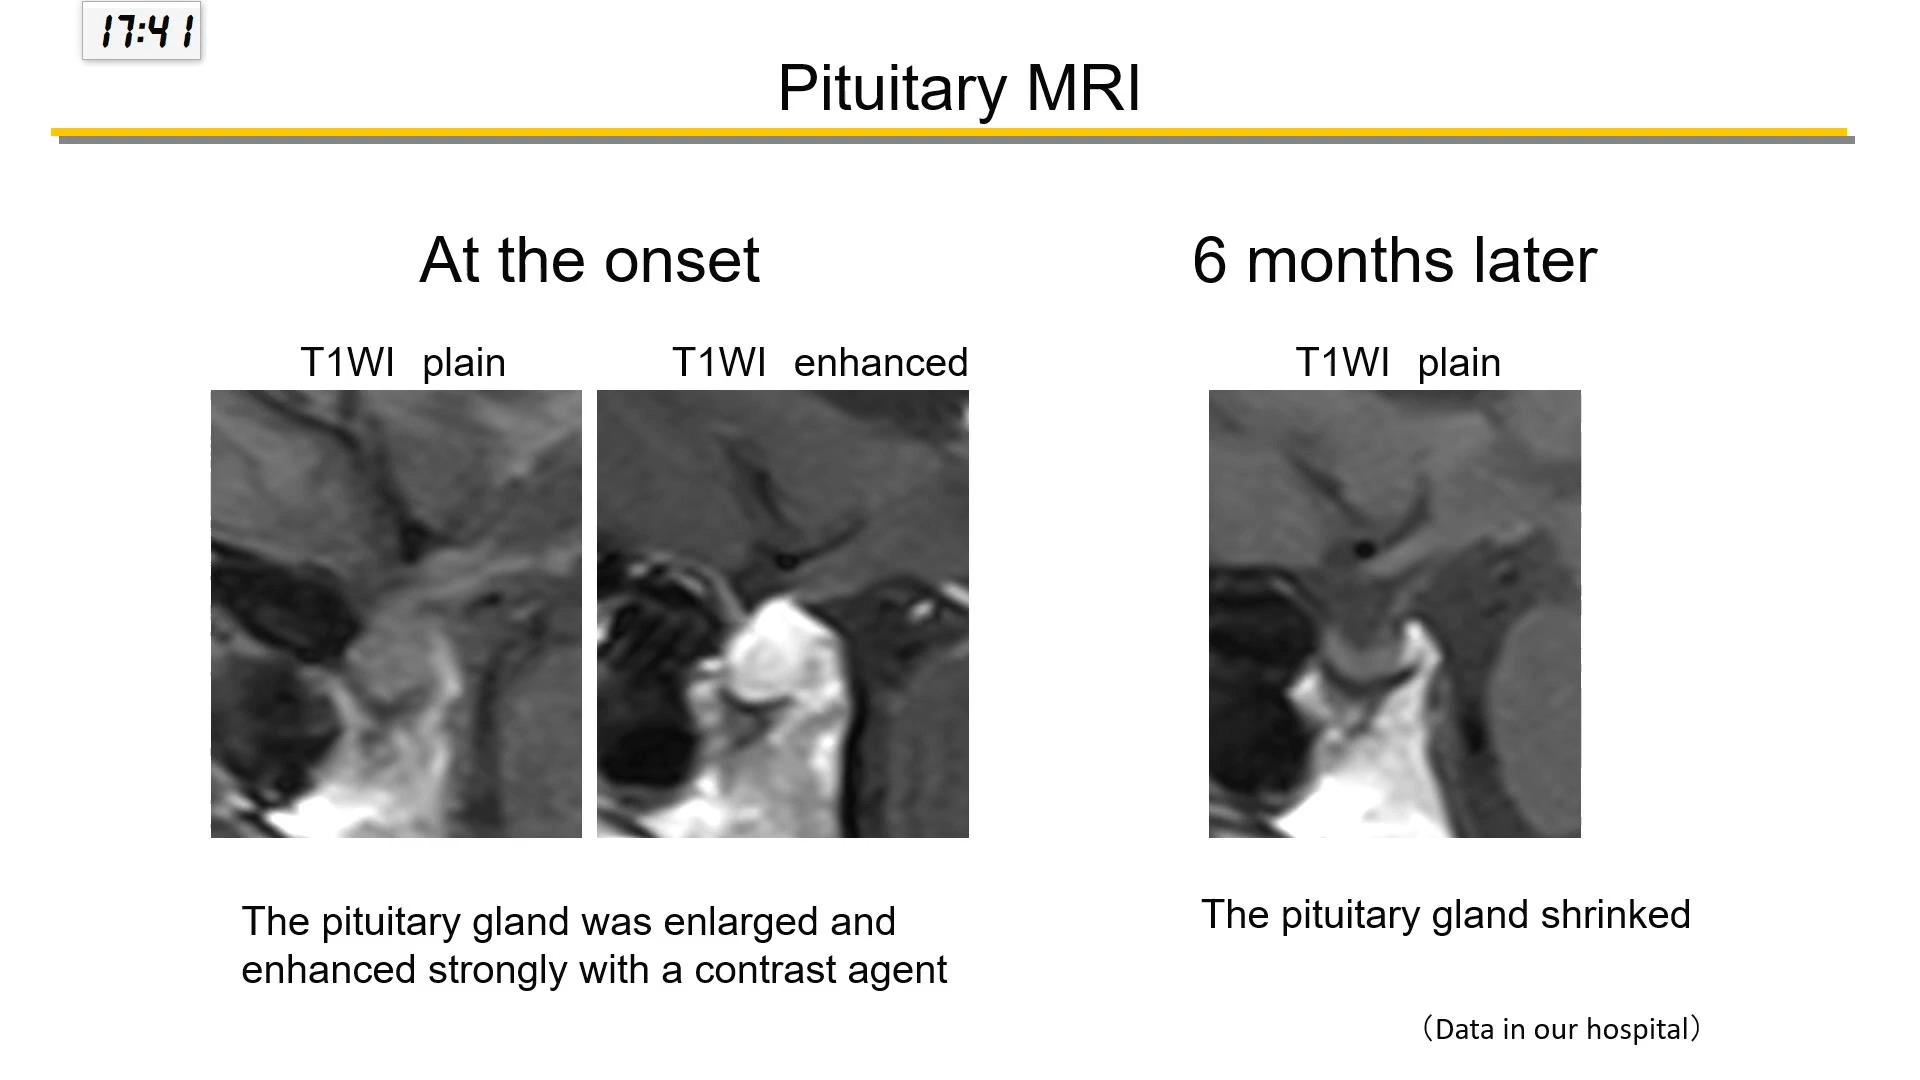 17:41
Pituitary MRI
At the onset
6 months later
T1WI plain
T1WI enhanced
T1WI plain
The pituitary gland was enlarged and
enhanced strongly with a contrast agent
The pituitary gland shrinked
（Data in our hospital）